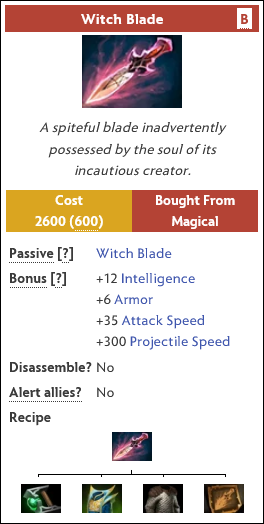 Witch Blade B
A spiteful blade inadvertently
possessed by the soul of its
incautious creator.
Cost
2600 (600)
Bought From
Magical
Passive [?] Witch Blade
Bonus [?] +12 Intelligence
+6 Armor
+35 Attack Speed
+300 Projectile Speed
Disassemble? No
Alert allies? No
Recipe